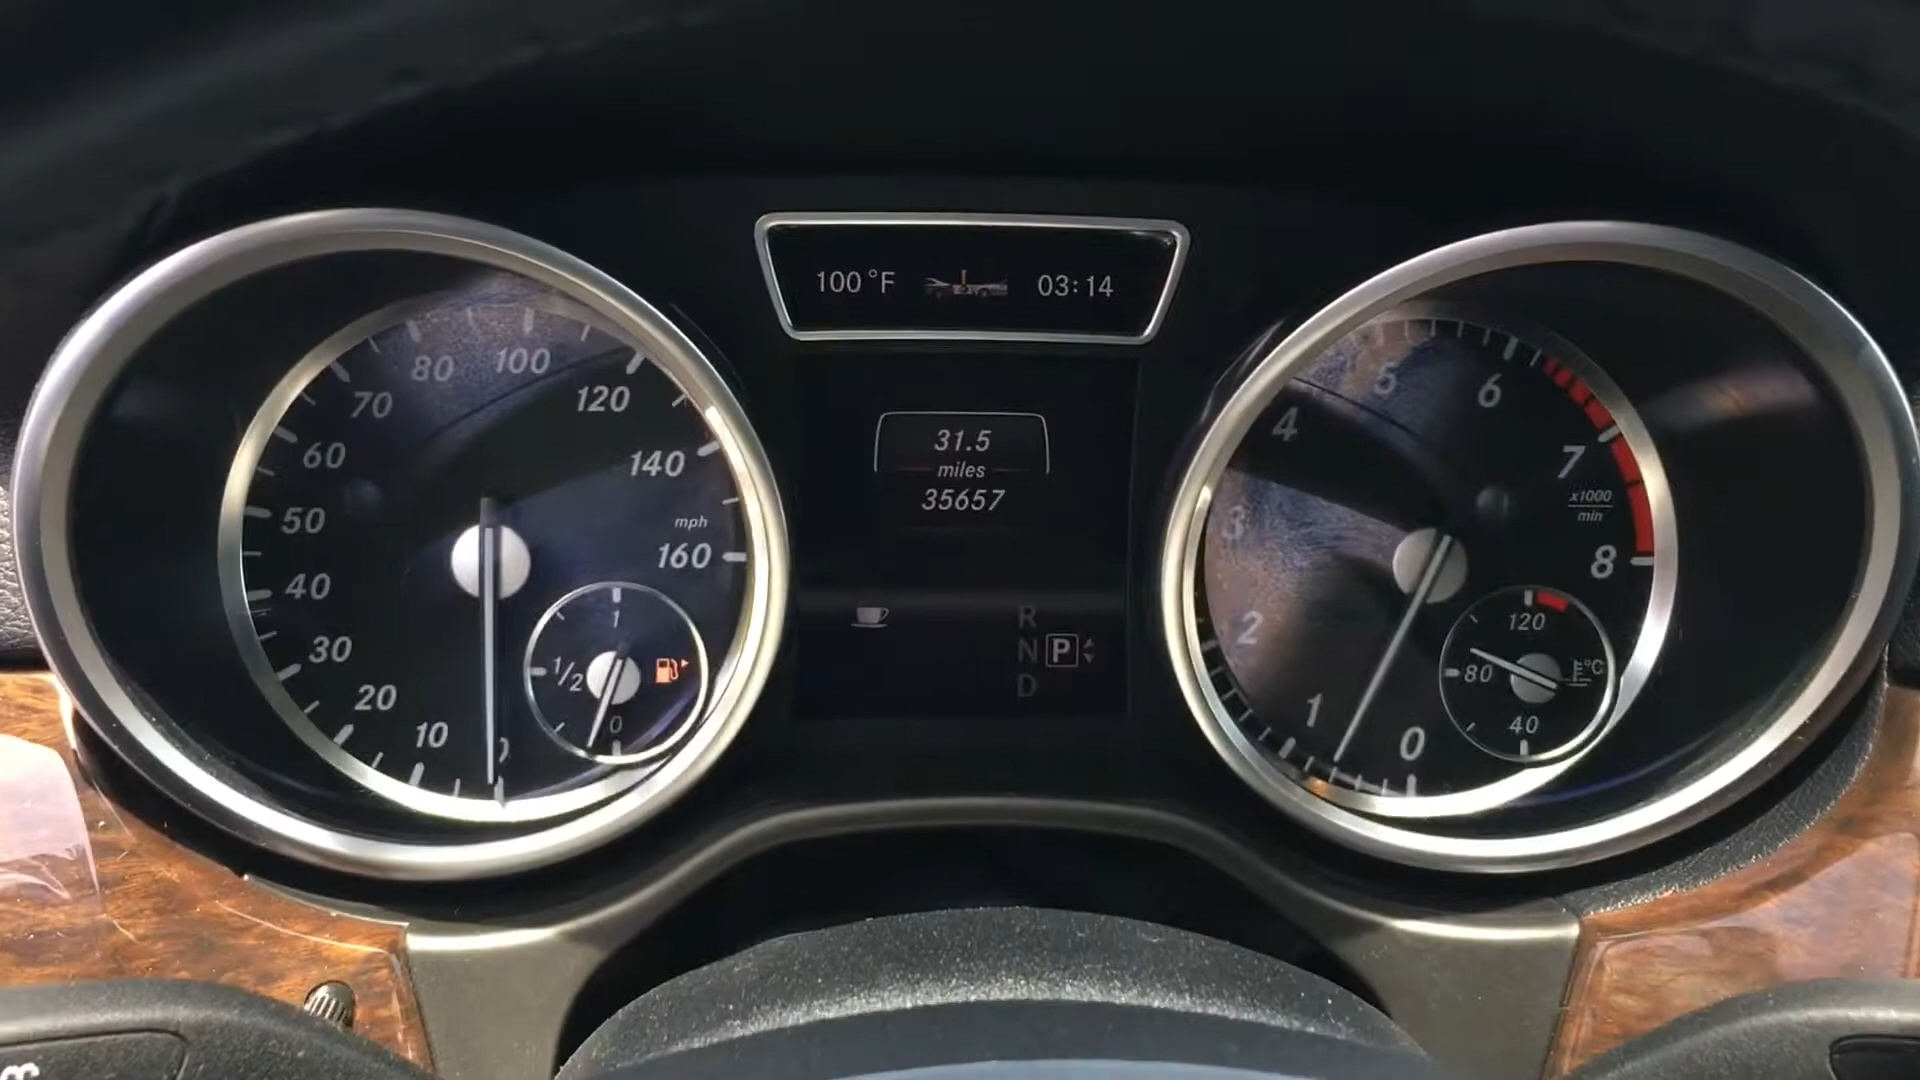 100°F 03:14
80 100
70 120
60 140
50 mph
40 160
30
20
10
0
1
1/2
0
31.5
miles
35657
R
N P
D
5 6
4 7
3 x1000
min
2 8
1 0
120
80 °C
40